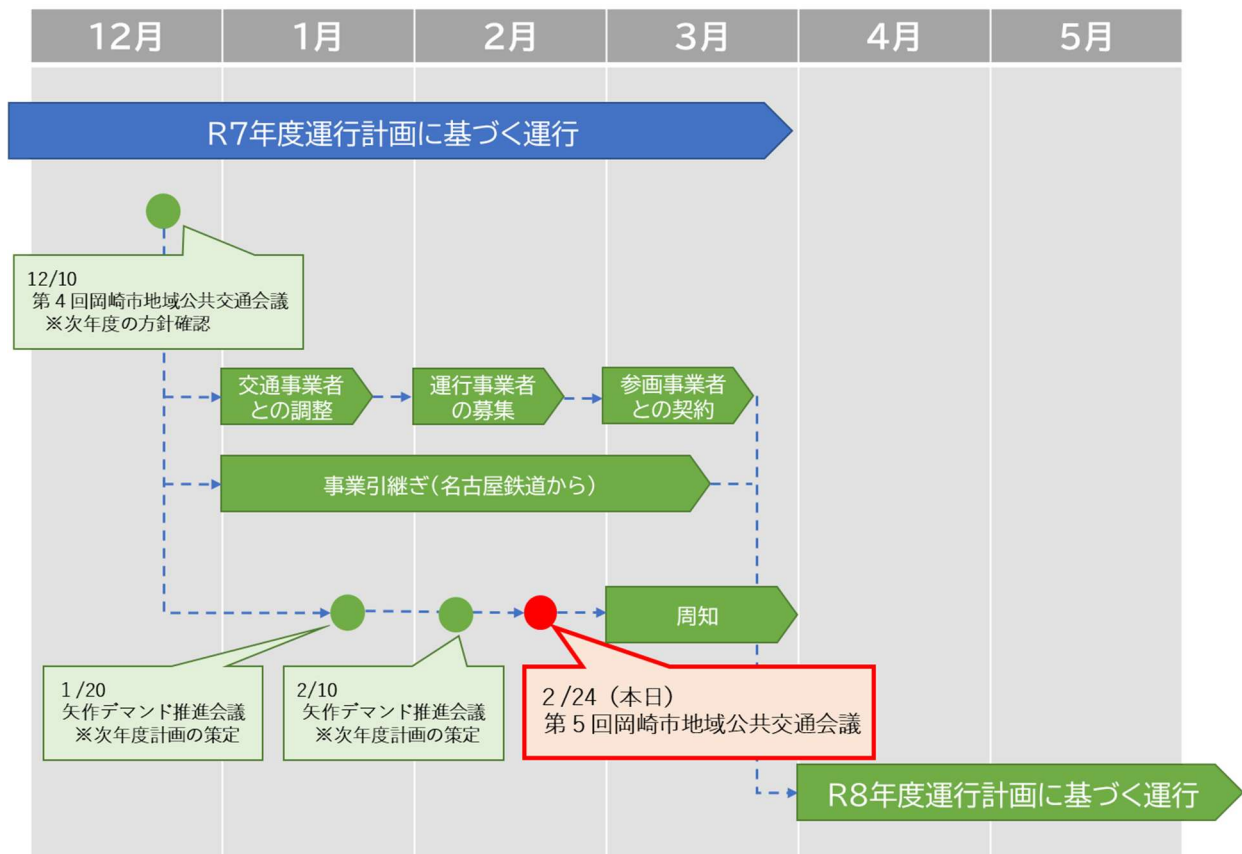 12月 1月 2月 3月 4月 5月
R7年度運行計画に基づく運行
12/10
第4回岡崎市地域公共交通会議
※次年度の方針確認
交通事業者
との調整
運行事業者
の募集
参画事業者
との契約
事業引継ぎ(名古屋鉄道から)
周知
1/20
矢作デマンド推進会議
※次年度計画の策定
2/10
矢作デマンド推進会議
※次年度計画の策定
2/24(本日)
第5回岡崎市地域公共交通会議
R8年度運行計画に基づく運行